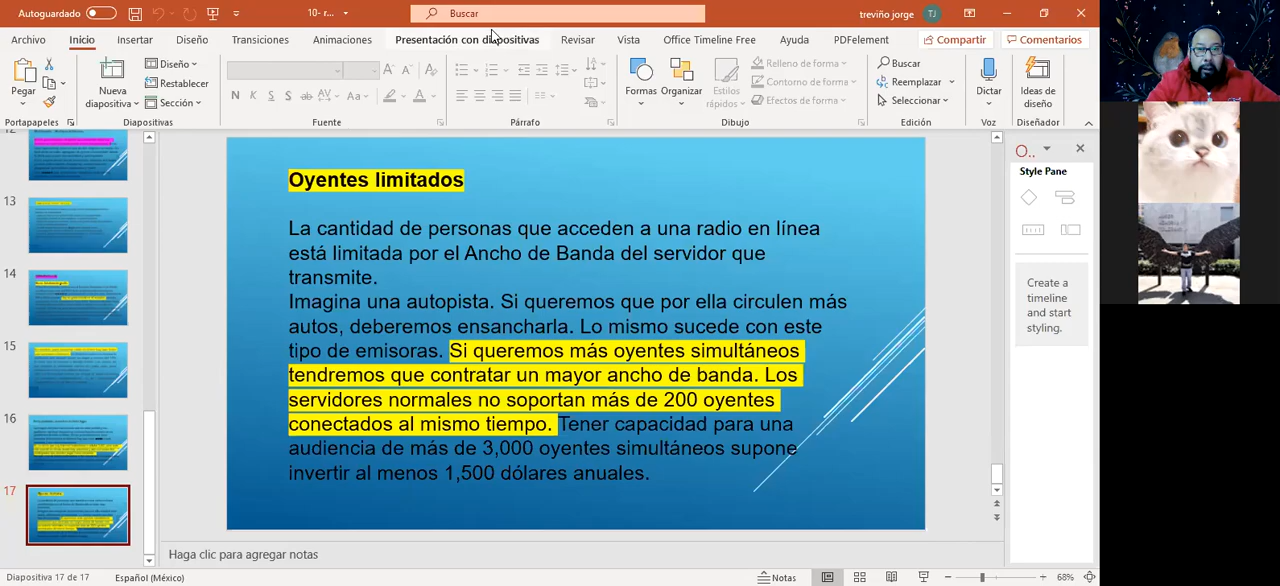 Autoguardado
10- r...
Buscar
treviño jorge
TJ
Archivo
Inicio
Insertar
Diseño
Transiciones
Animaciones
Presentación con diapositivas
Revisar
Vista
Office Timeline Free
Ayuda
PDFelement
Compartir
Comentarios
Pegar
Nueva
diapositiva
Diseño
Restablecer
Sección
N K S S ab AV Aa A
Formas
Organizar
Estilos
rápidos
Relleno de forma
Contorno de forma
Efectos de forma
Buscar
Reemplazar
Seleccionar
Dictar
Ideas de
diseño
Portapapeles
Diapositivas
Fuente
Párrafo
Dibujo
Edición
Voz
Diseñador
12
13
14
15
16
17
Oyentes limitados
La cantidad de personas que acceden a una radio en línea
está limitada por el Ancho de Banda del servidor que
transmite.
Imagina una autopista. Si queremos que por ella circulen más
autos, deberemos ensancharla. Lo mismo sucede con este
tipo de emisoras. Si queremos más oyentes simultáneos
tendremos que contratar un mayor ancho de banda. Los
servidores normales no soportan más de 200 oyentes
conectados al mismo tiempo. Tener capacidad para una
audiencia de más de 3,000 oyentes simultáneos supone
invertir al menos 1,500 dólares anuales.
O..
Style Pane
Create a
timeline
and start
styling.
Haga clic para agregar notas
Diapositiva 17 de 17
Español (México)
Notas
68%